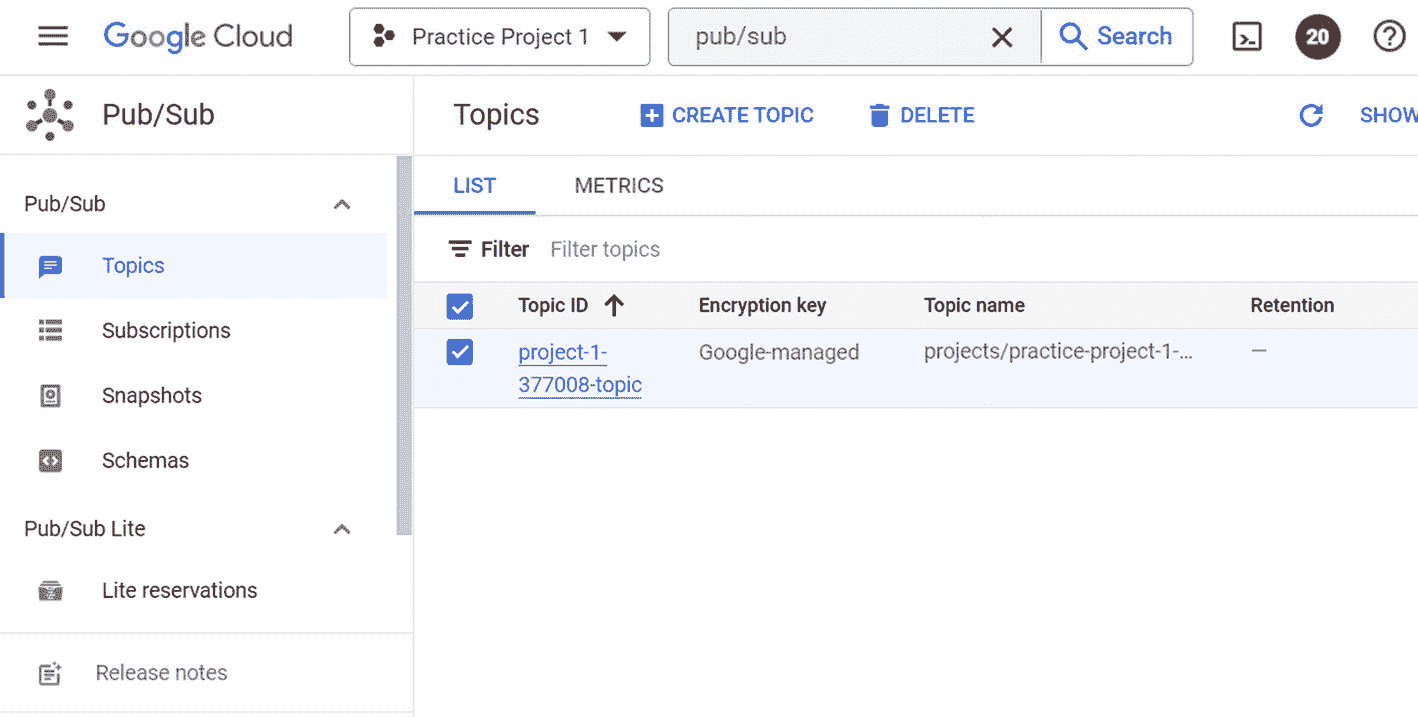 Google Cloud
Practice Project 1
pub/sub
Search
20
Pub/Sub
Topics
CREATE TOPIC
DELETE
SHOW
Pub/Sub
Topics
Subscriptions
Snapshots
Schemas
Pub/Sub Lite
Lite reservations
Release notes
LIST METRICS
Filter Filter topics
Topic ID Encryption key Topic name Retention
project-1- Google-managed projects/practice-project-1-... —
377008-topic